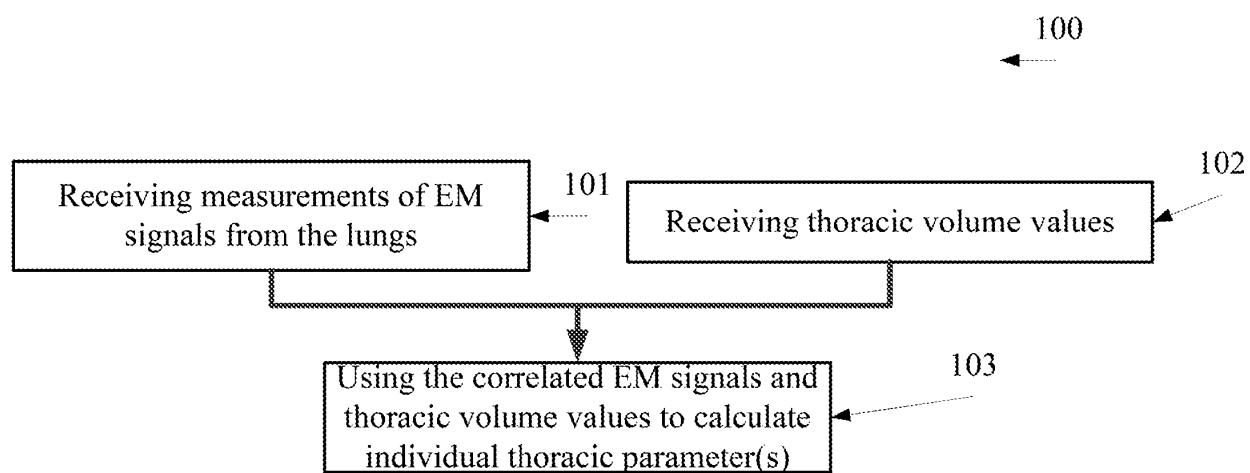 100
Receiving measurements of EM
signals from the lungs
101
Receiving thoracic volume values
102
Using the correlated EM signals and
thoracic volume values to calculate
individual thoracic parameter(s)
103